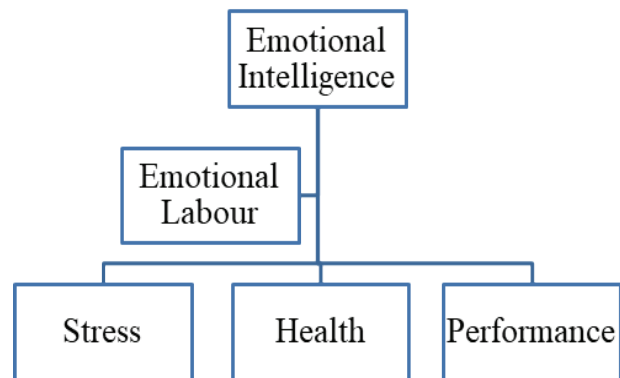 Emotional
Intelligence
Emotional
Labour
Stress
Health
Performance